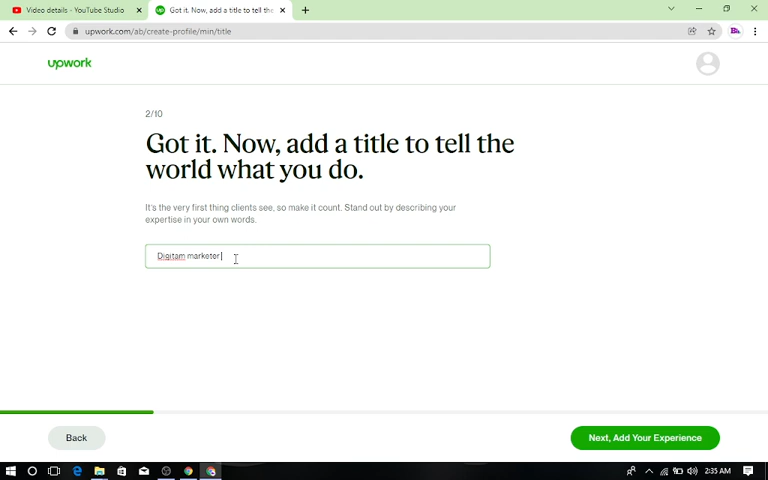 Video details - YouTube Studio
Got it. Now, add a title to tell the
upwork.com/ab/create-profile/min/title
upwork
2/10
Got it. Now, add a title to tell the
world what you do.
It's the very first thing clients see, so make it count. Stand out by describing your
expertise in your own words.
Digitam marketer
Back
Next, Add Your Experience
2:35 AM